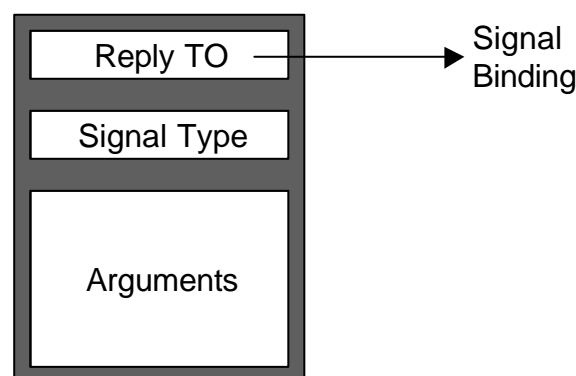 Reply TO
Signal
Binding
Signal Type
Arguments